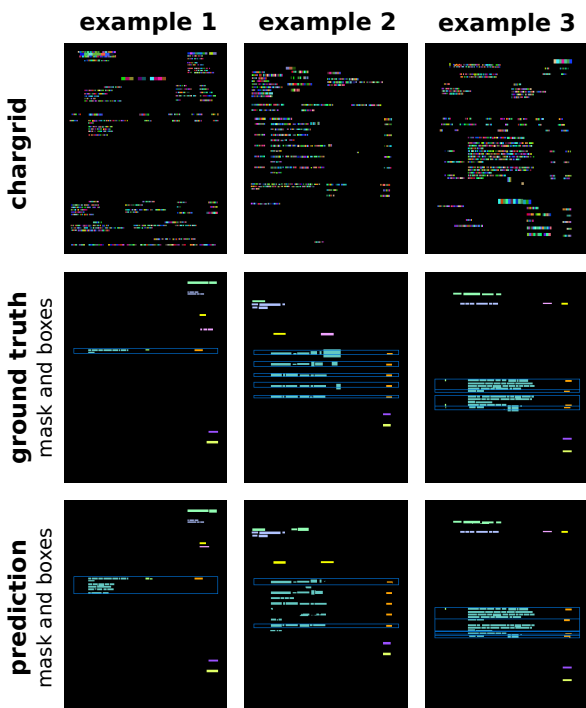 example 1 example 2 example 3
chargrid
ground truth
mask and boxes
prediction
mask and boxes